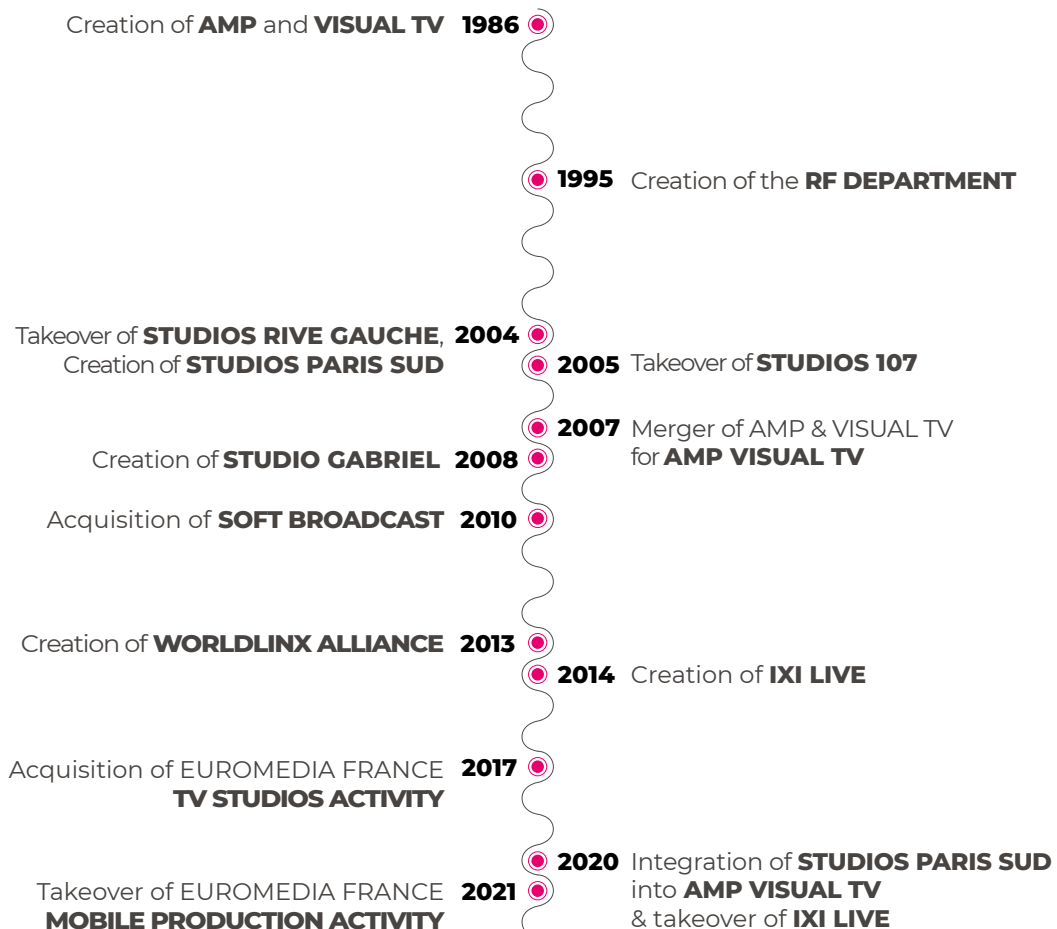 Creation of AMP and VISUAL TV 1986
1995 Creation of the RF DEPARTMENT
Takeover of STUDIOS RIVE GAUCHE, 2004
Creation of STUDIOS PARIS SUD
2005 Takeover of STUDIOS 107
2007 Merger of AMP & VISUAL TV
for AMP VISUAL TV
Creation of STUDIO GABRIEL 2008
Acquisition of SOFT BROADCAST 2010
Creation of WORLDLINX ALLIANCE 2013
2014 Creation of IXI LIVE
Acquisition of EUROMEDIA FRANCE 2017
TV STUDIOS ACTIVITY
2020 Integration of STUDIOS PARIS SUD
into AMP VISUAL TV
& takeover of IXI LIVE
Takeover of EUROMEDIA FRANCE 2021
MOBILE PRODUCTION ACTIVITY